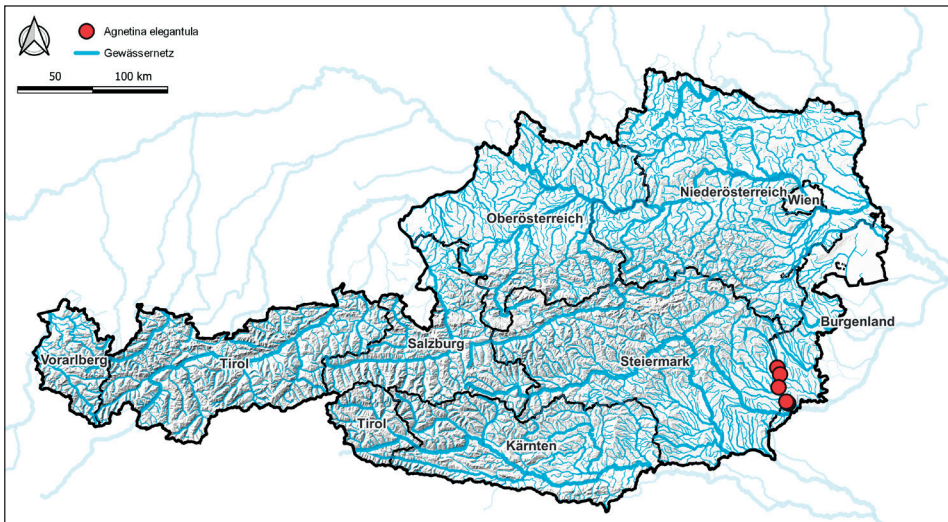 Agnetina elegantula
Gewässernetz
50 100 km
Niederösterreich
Wien
Oberösterreich
Burgenland
Salzburg
Vorarlberg
Tirol
Steiermark
Tirol
Kärnten